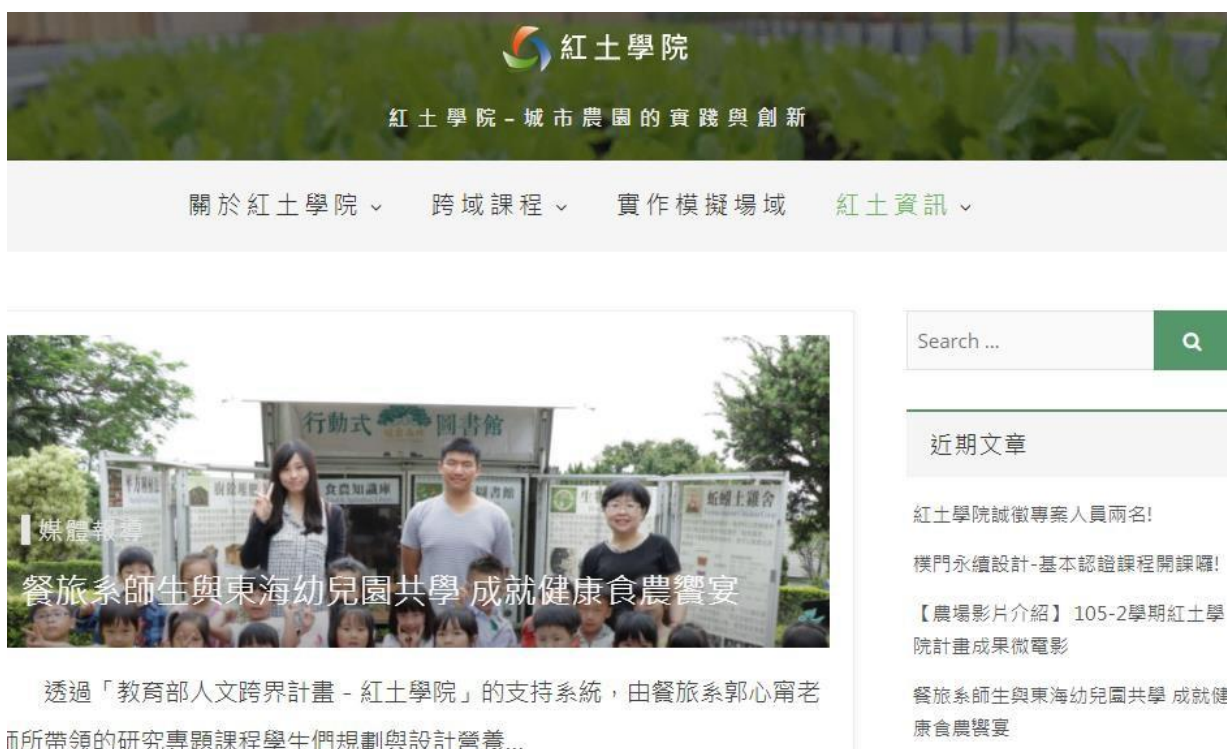 紅土學院
紅土學院－城市農園的實踐與創新
關於紅土學院
跨域課程
實作模擬場域
紅土資訊
行動式 圖書館
食農知識庫
圖書館
蚯蚓土雞舍
媒體報導
餐旅系師生與東海幼兒園共學 成就健康食農饗宴
透過「教育部人文跨界計畫－紅土學院」的支持系統，由餐旅系郭心甯老
師所帶領的研究專題課程學生們規劃與設計營養...
Search ...
近期文章
紅土學院誠徵專案人員兩名!
樸門永續設計-基本認證課程開課囉!
【農場影片介紹】105-2學期紅土學
院計畫成果微電影
餐旅系師生與東海幼兒園共學 成就健
康食農饗宴